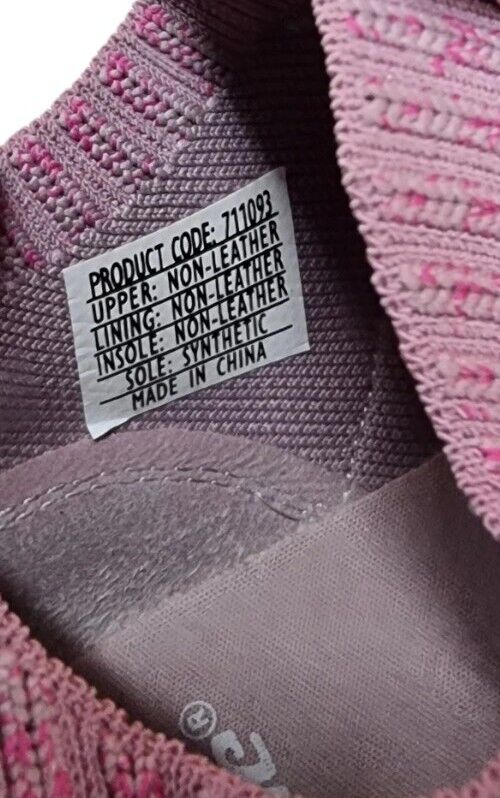 PRODUCT CODE: 711093
UPPER: NON-LEATHER
LINING: NON-LEATHER
INSOLE: NON-LEATHER
SOLE: SYNTHETIC
MADE IN CHINA
®